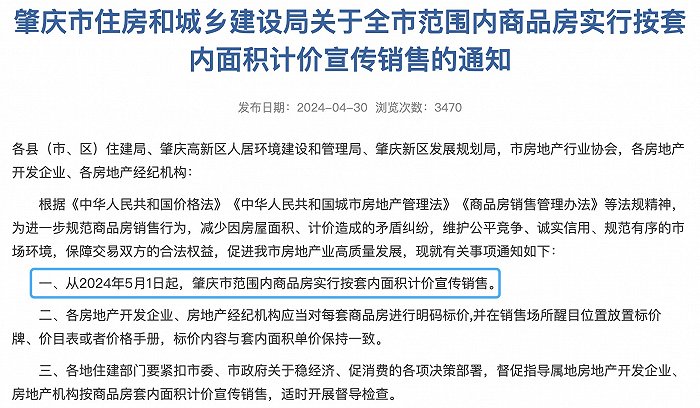 肇庆市住房和城乡建设局关于全市范围内商品房实行按套
内面积计价宣传销售的通知
发布日期：2024-04-30 浏览次数：3470
各县（市、区）住建局、肇庆高新区人居环境建设和管理局、肇庆新区发展规划局，市房地产行业协会，各房地产
开发企业、各房地产经纪机构：
根据《中华人民共和国价格法》《中华人民共和国城市房地产管理法》《商品房销售管理办法》等法规精神，
为进一步规范商品房销售行为，减少因房屋面积、计价造成的矛盾纠纷，维护公平竞争、诚实信用、规范有序的市
场环境，保障交易双方的合法权益，促进我市房地产业高质量发展，现就有关事项通知如下：
一、从2024年5月1日起，肇庆市范围内商品房实行按套内面积计价宣传销售。
二、各房地产开发企业、房地产经纪机构应当对每套商品房进行明码标价,并在销售场所醒目位置放置标价
牌、价目表或者价格手册，标价内容与套内面积单价保持一致。
三、各地住建部门要紧扣市委、市政府关于稳经济、促消费的各项决策部署，督促指导属地房地产开发企业、
房地产机构按商品房套内面积计价宣传销售，适时开展督导检查。